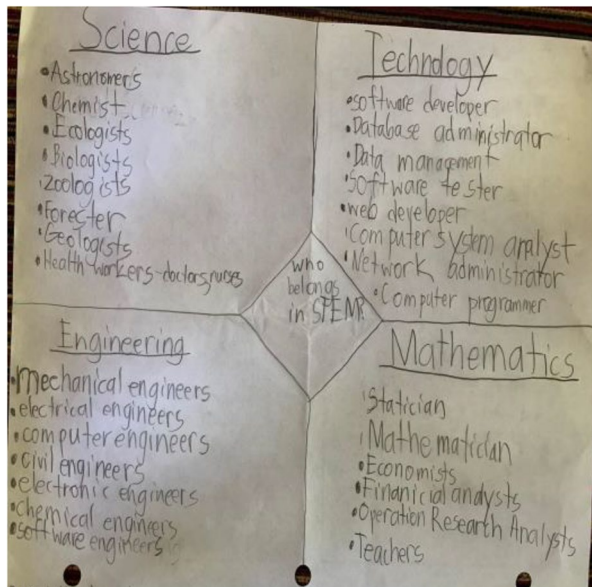 Science
•Astronomers
•Chemist
•Ecologists
•Biologists
•Zoologists
•Forester
•Geologists
•Health workers-doctors, nurses
Technology
•software developer
•Database administrator
•Data management
•Software tester
•web developer
•Computer system analyst
•Network administrator
•Computer programmer
who
belongs
in STEM?
Engineering
•mechanical engineers
•electrical engineers
•computer engineers
•civil engineers
•electronic engineers
•chemical engineers
•software engineers
Mathematics
•Statician
•Mathematician
•Economists
•Finanicial analysts
•Operation Research Analysts
•Teachers